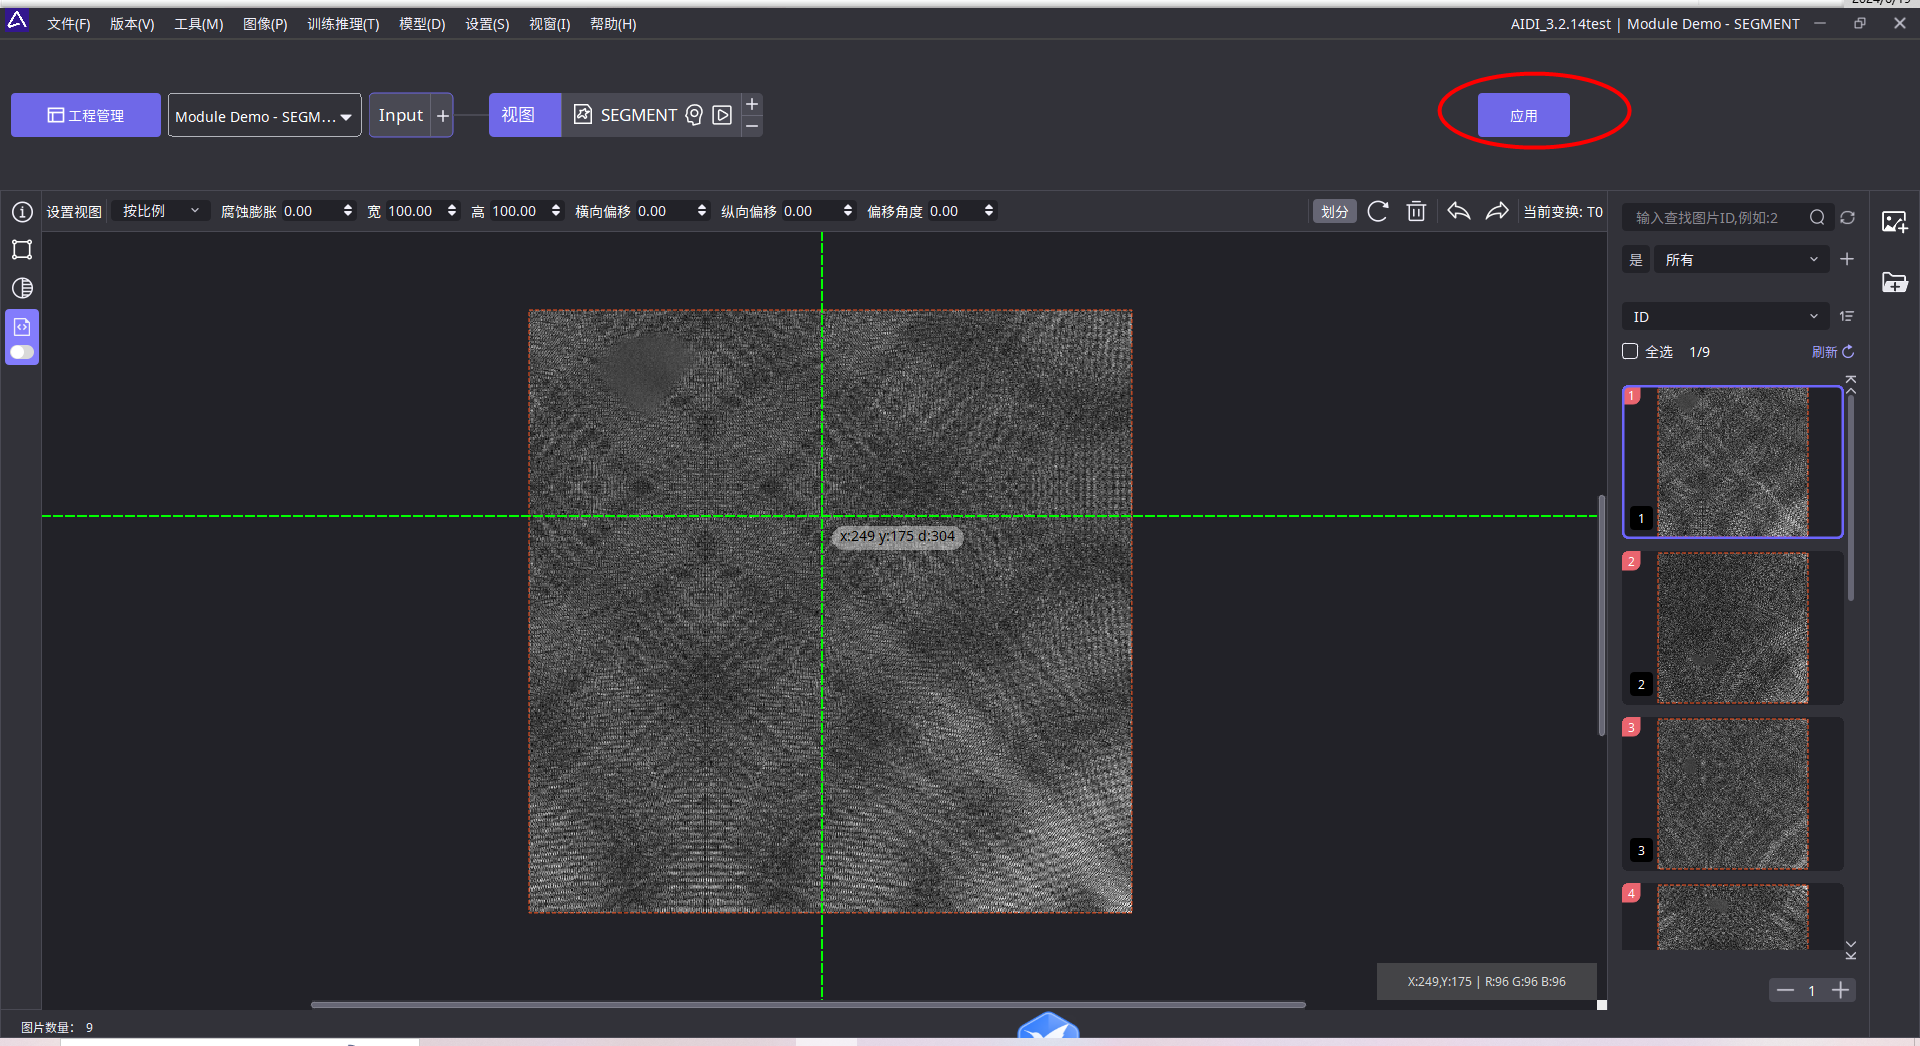 文件(F) 版本(V) 工具(M) 图像(P) 训练推理(T) 模型(D) 设置(S) 视窗(I) 帮助(H) AIDI_3.2.14test | Module Demo - SEGMENT
工程管理 Module Demo - SEGM... Input + 视图 SEGMENT 应用
设置视图 按比例 腐蚀膨胀 0.00 宽 100.00 高 100.00 横向偏移 0.00 纵向偏移 0.00 偏移角度 0.00 划分 当前变换: T0
输入查找图片ID,例如:2
是 所有
ID
全选 1/9 刷新
1
1
2
2
3
3
4
x:249 y:175 d:304
X:249,Y:175 | R:96 G:96 B:96
1
图片数量: 9